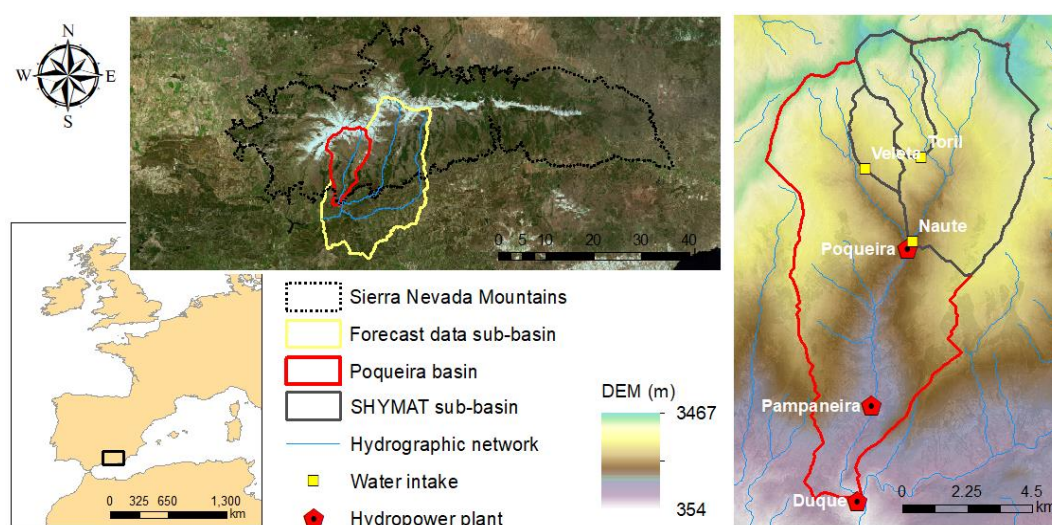 N
W E
S
0 5 10 20 30 40
km
Toril
Veleta
Naute
Poqueira
Pampaneira
Duque
0 2.25 4.5
km
0 325 650 1,300
km
Sierra Nevada Mountains
Forecast data sub-basin
Poqueira basin
SHYMAT sub-basin
Hydrographic network
Water intake
Hydropower plant
DEM (m)
3467
354